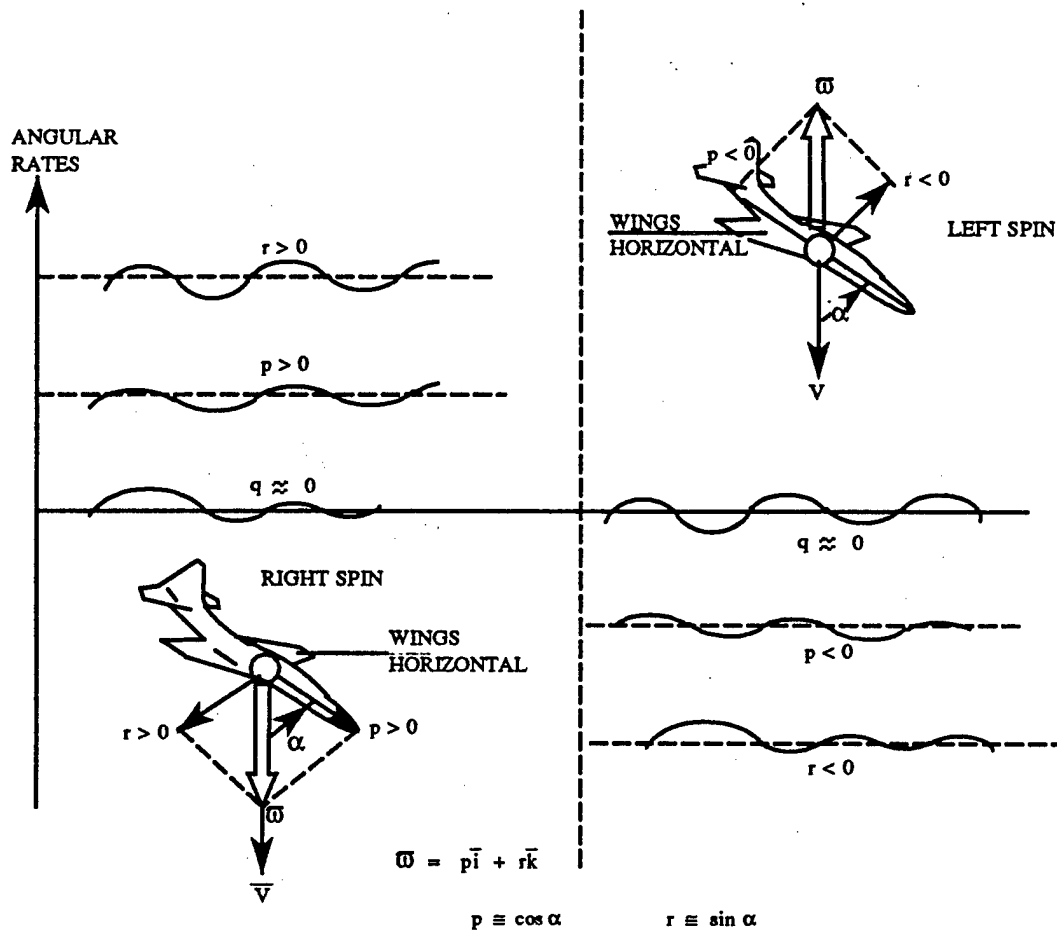 ANGULAR
RATES
r > 0
p > 0
q ≈ 0
RIGHT SPIN
WINGS
HORIZONTAL
r > 0
α
p > 0
ω̅
V̅
ω̅
p < 0
r < 0
WINGS
HORIZONTAL
LEFT SPIN
α
V
q ≈ 0
p < 0
r < 0
ω̅ = pi̅ + rk̅
p ≅ cos α
r ≅ sin α